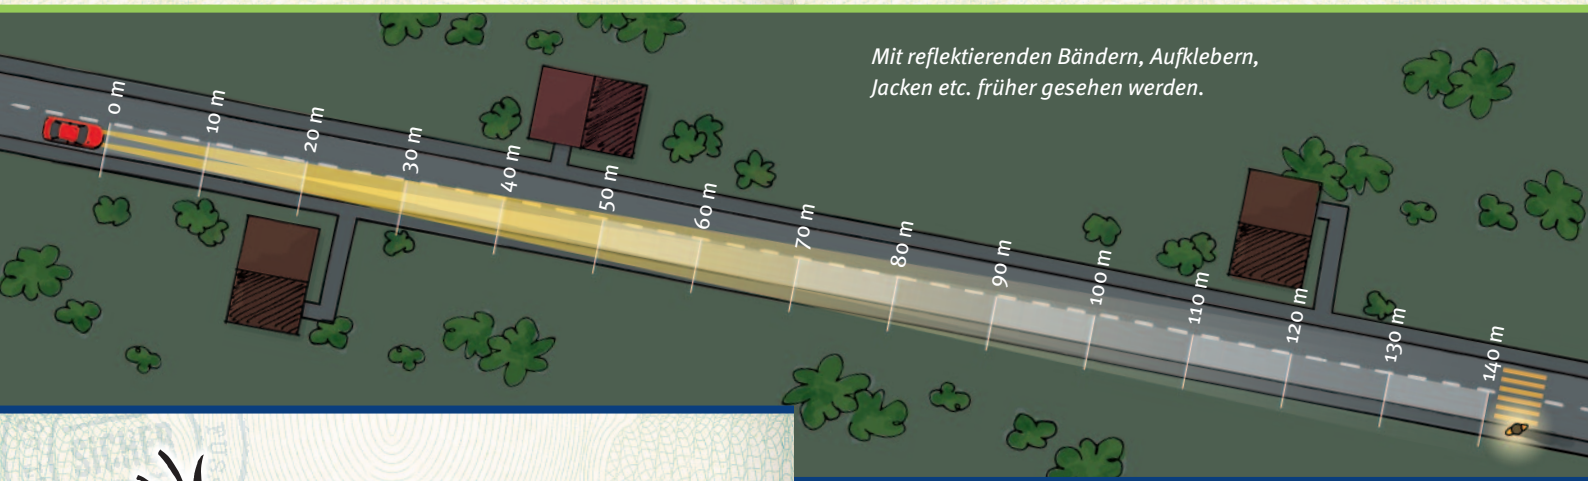 Mit reflektierenden Bändern, Aufklebern,
Jacken etc. früher gesehen werden.
0 m
10 m
20 m
30 m
40 m
50 m
60 m
70 m
80 m
90 m
100 m
110 m
120 m
130 m
140 m
SICHER